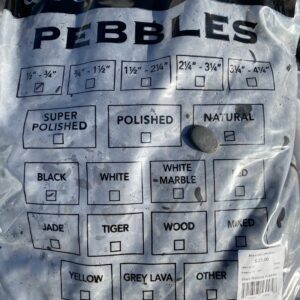 PEBBLES
½" - ¾" ¾" - 1½" 1½" - 2¼" 2¼" - 3¼" 3¼" - 4¼"
SUPER POLISHED POLISHED NATURAL
BLACK WHITE WHITE MARBLE RED
JADE TIGER WOOD MIXED
YELLOW GREY LAVA OTHER